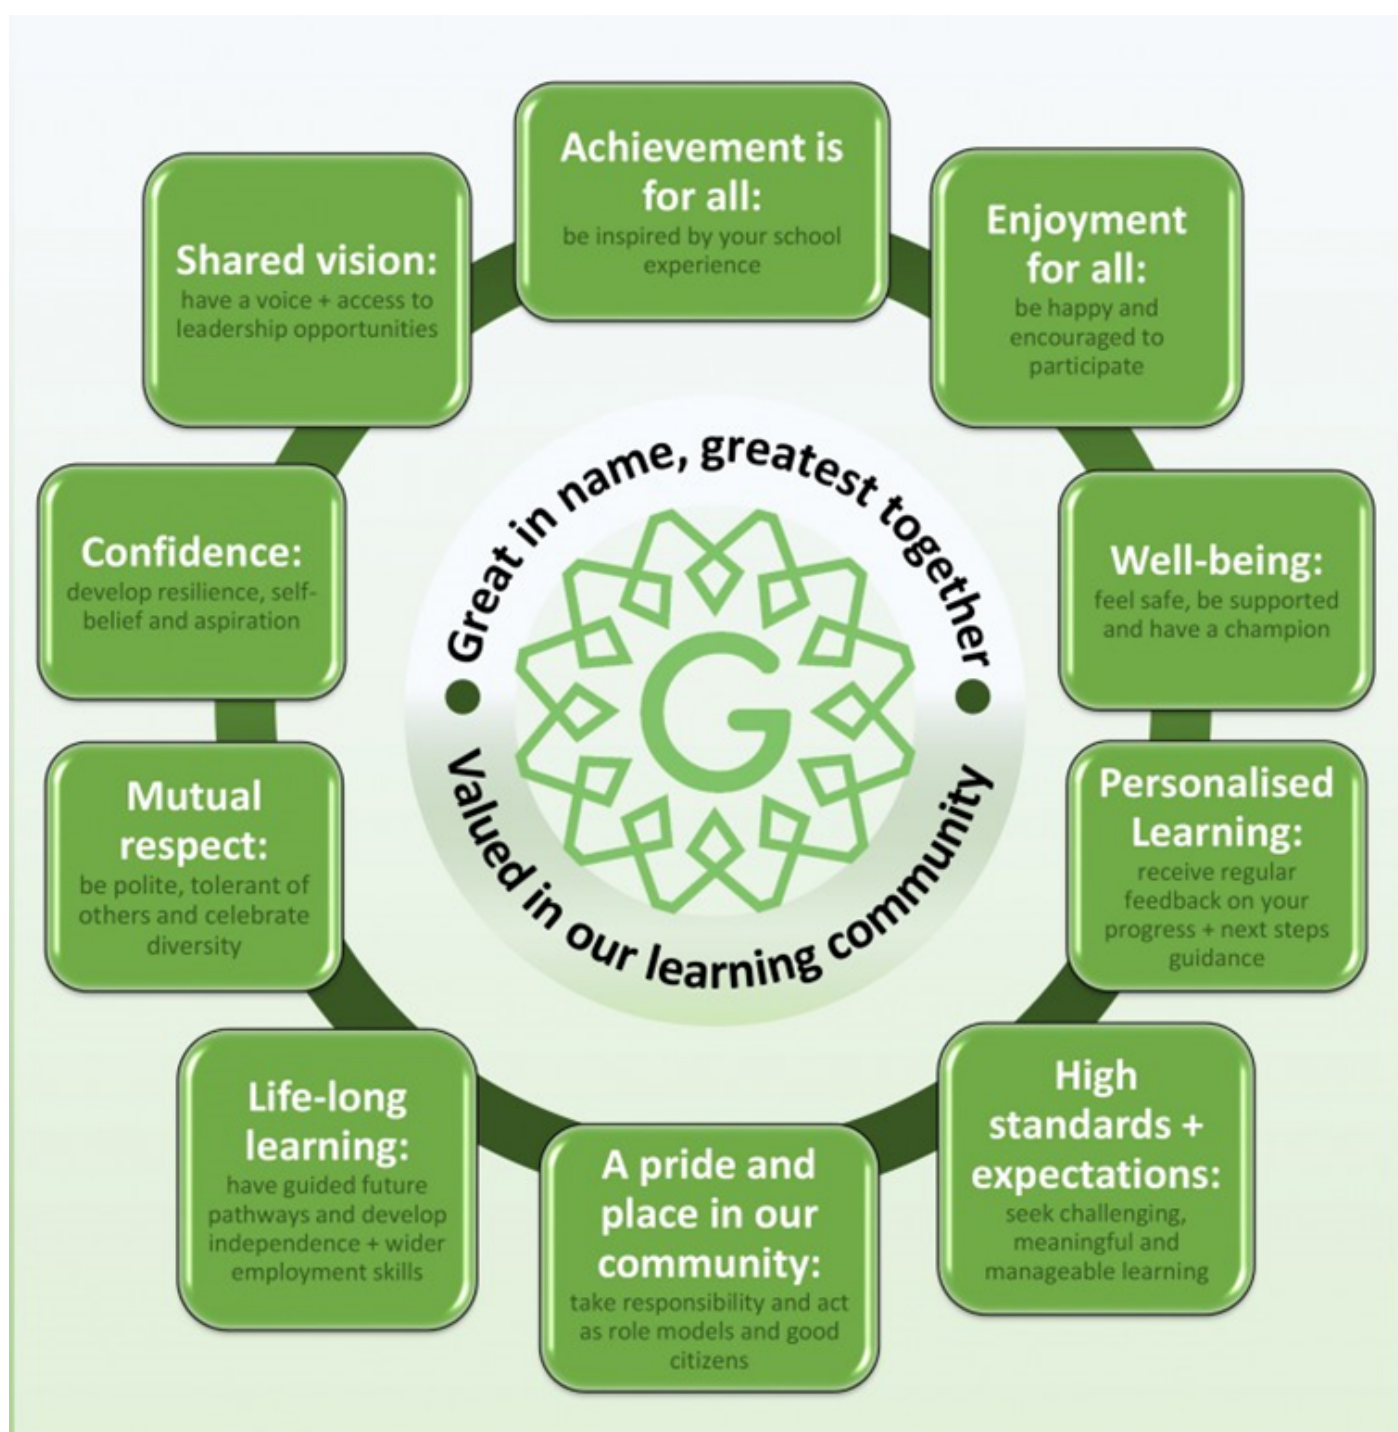 Achievement is
for all:
be inspired by your school
experience
Enjoyment
for all:
be happy and
encouraged to
participate
Well-being:
feel safe, be supported
and have a champion
Personalised
Learning:
receive regular
feedback on your
progress + next steps
guidance
High
standards +
expectations:
seek challenging,
meaningful and
manageable learning
A pride and
place in our
community:
take responsibility and act
as role models and good
citizens
Life-long
learning:
have guided future
pathways and develop
independence + wider
employment skills
Mutual
respect:
be polite, tolerant of
others and celebrate
diversity
Confidence:
develop resilience, self-
belief and aspiration
Shared vision:
have a voice + access to
leadership opportunities
Great in name, greatest together
G
Valued in our learning community